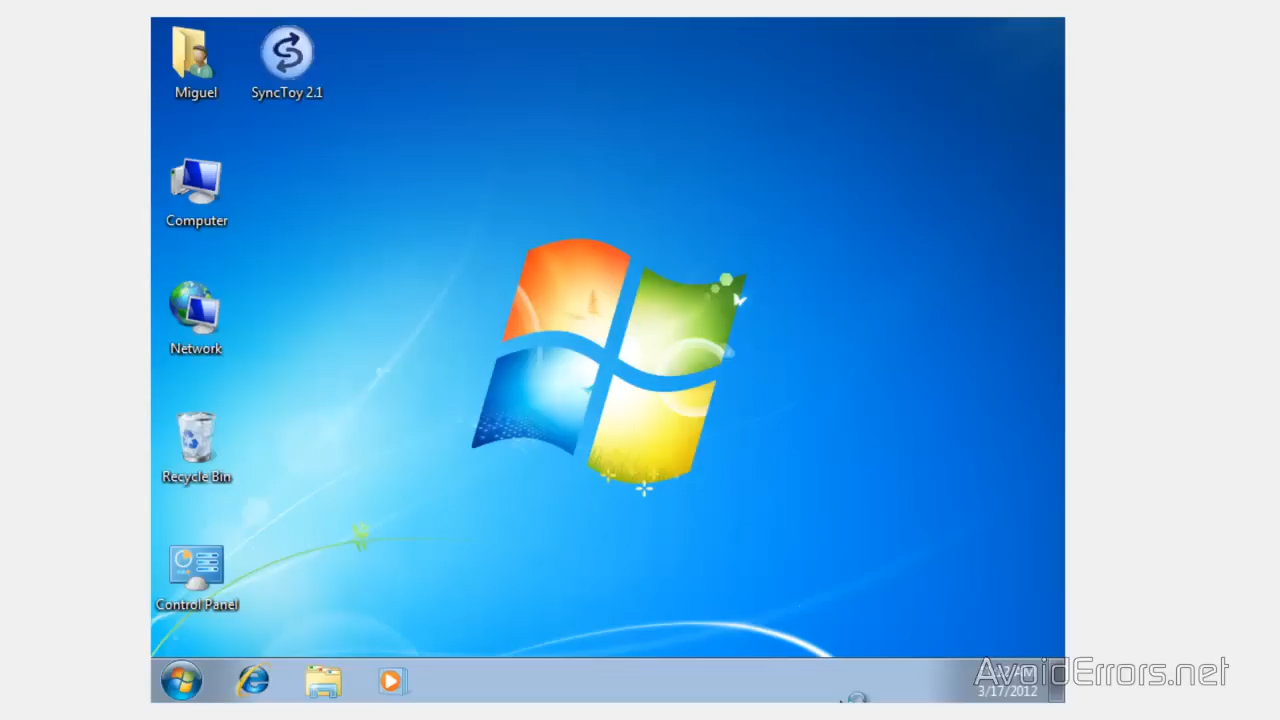 Miguel
SyncToy 2.1
Computer
Network
Recycle Bin
Control Panel
AvoidErrors.net
3/17/2012